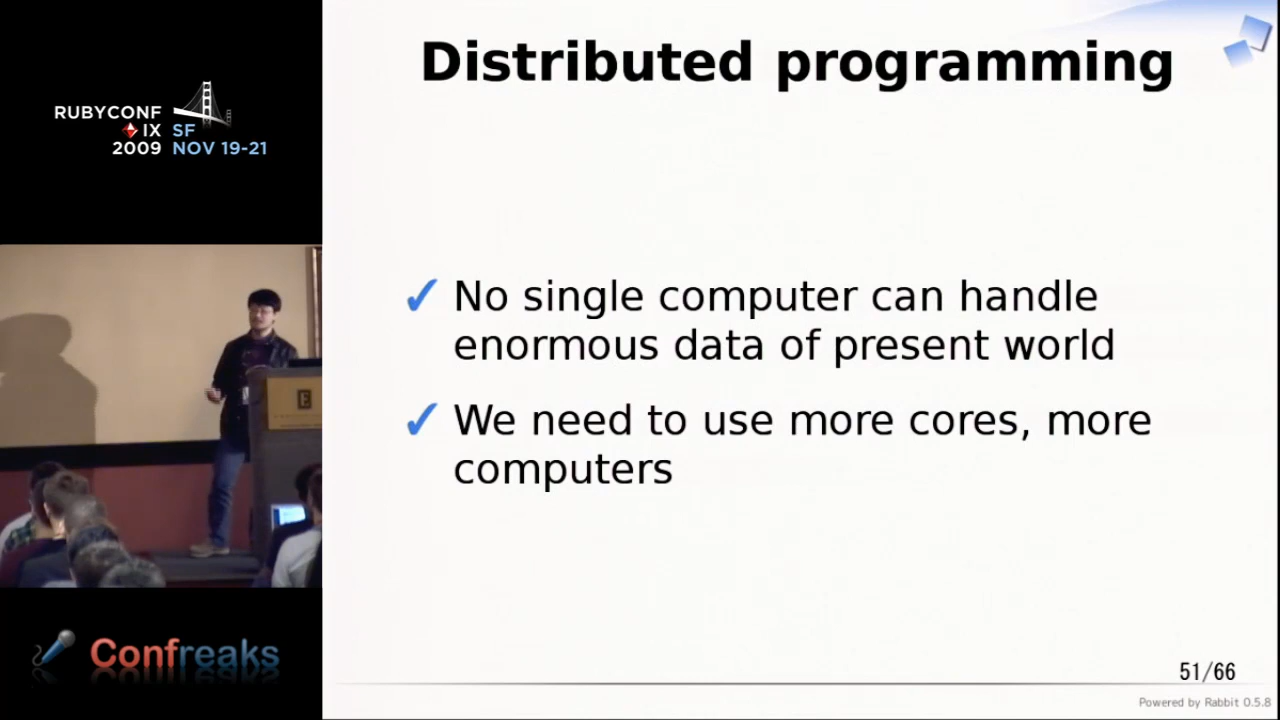 RUBYCONF
IX SF
2009 NOV 19-21
Distributed programming
✓ No single computer can handle
enormous data of present world
✓ We need to use more cores, more
computers
Confreaks
51/66
Powered by Rabbit 0.5.8